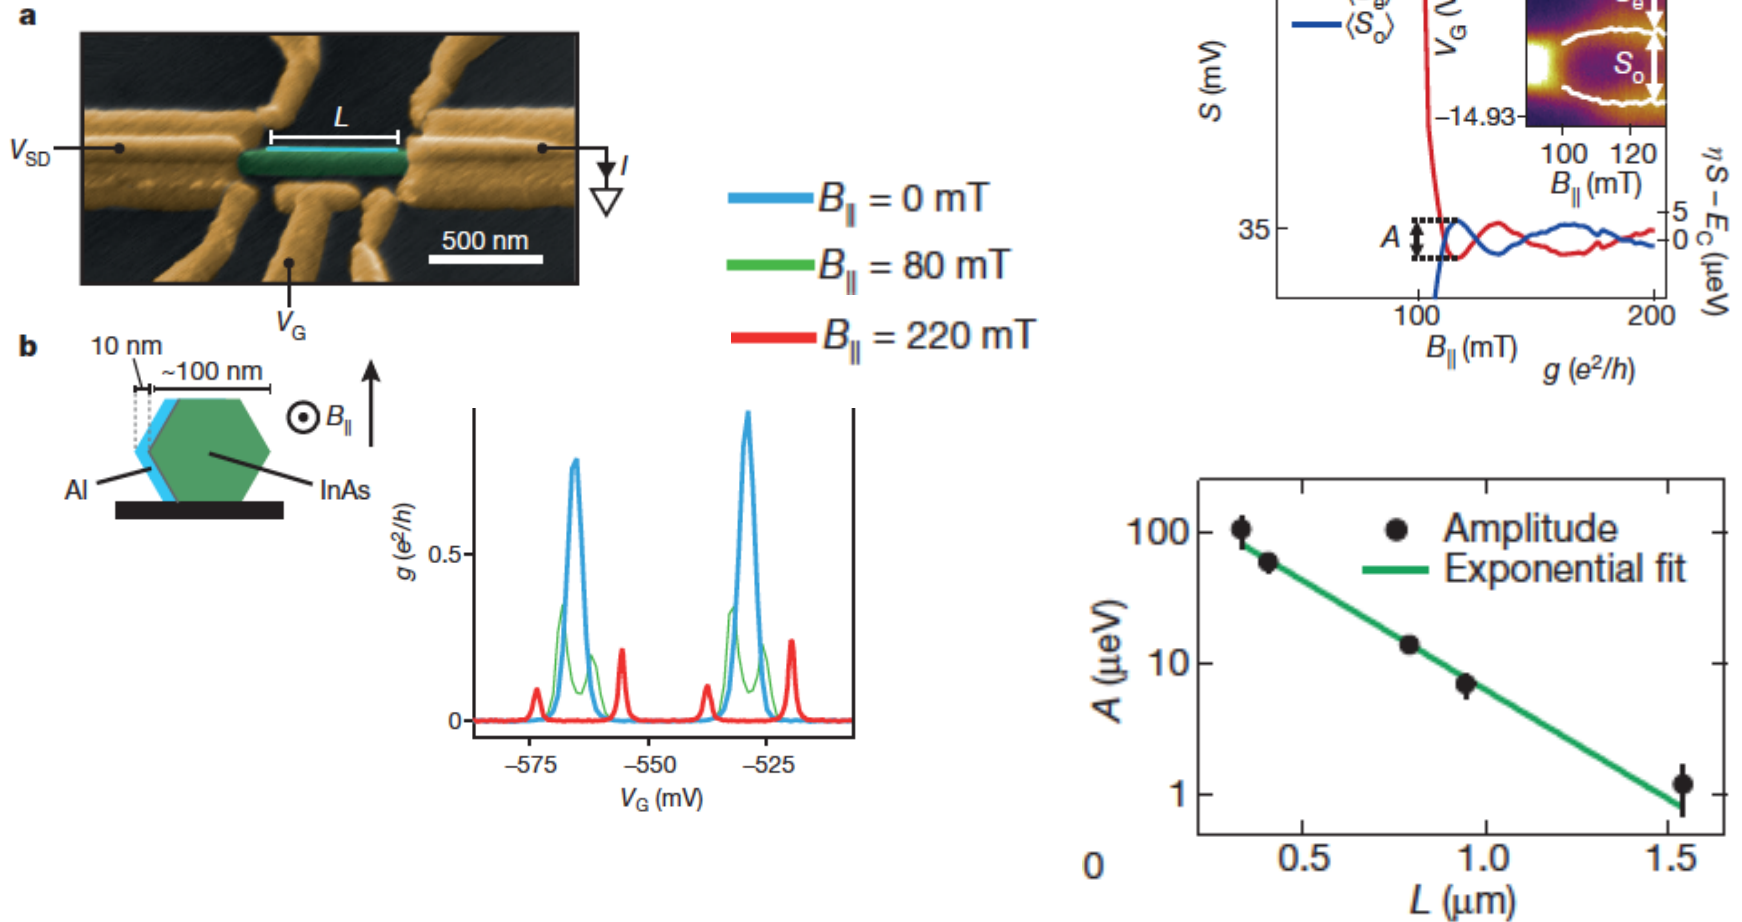 a
L
V_SD
I
500 nm
V_G
b
10 nm
~100 nm
B_||
Al
InAs
B_|| = 0 mT
B_|| = 80 mT
B_|| = 220 mT
g (e²/h)
0.5
0
−575
−550
−525
V_G (mV)
⟨S_o⟩
S (mV)
35
A
100
200
B_|| (mT)
g (e²/h)
V_G
−14.93
S_o
100
120
B_|| (mT)
5
0
ηS − E_C (µeV)
Amplitude
Exponential fit
A (µeV)
100
10
1
0
0.5
1.0
1.5
L (µm)